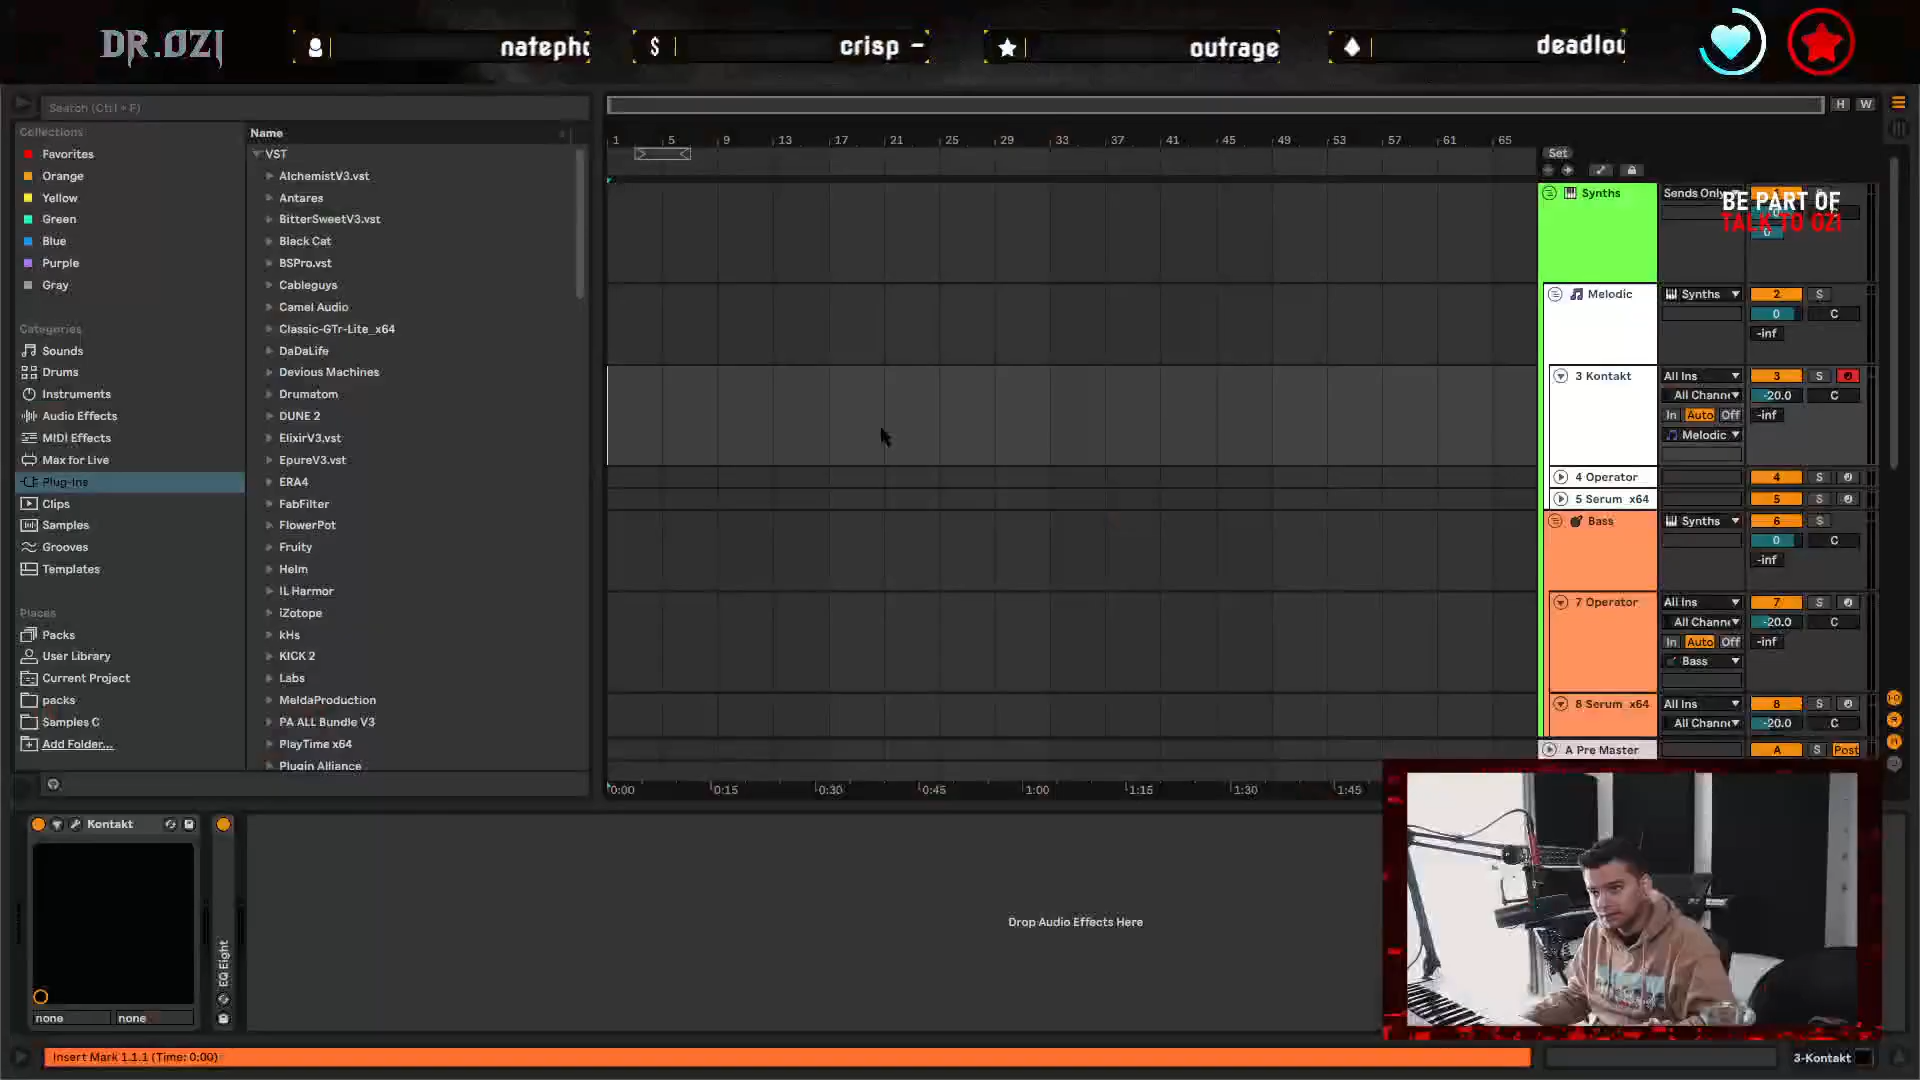 DR.OZI
natepho
$
crisp -
outrage
deadlou
BE PART OF
TALK TO OZI
Search (Ctrl + F)
Collections
Favorites
Orange
Yellow
Green
Blue
Purple
Gray
Categories
Sounds
Drums
Instruments
Audio Effects
MIDI Effects
Max for Live
Plug-Ins
Clips
Samples
Grooves
Templates
Places
Packs
User Library
Current Project
packs
Samples C
Add Folder...
Name
VST
AlchemistV3.vst
Antares
BitterSweetV3.vst
Black Cat
BSPro.vst
Cableguys
Camel Audio
Classic-GTr-Lite_x64
DaDaLife
Devious Machines
Drumatom
DUNE 2
ElixirV3.vst
EpureV3.vst
ERA4
FabFilter
FlowerPot
Fruity
Helm
IL Harmor
iZotope
kHs
KICK 2
Labs
MeldaProduction
PA ALL Bundle V3
PlayTime x64
Plugin Alliance
H W
1 5 9 13 17 21 25 29 33 37 41 45 49 53 57 61 65
Set
Synths Sends Only
0
0
Melodic Synths 2 S
0 C
-inf
3 Kontakt All Ins 3 S
All Channe -20.0 C
In Auto Off -inf
Melodic
4 Operator 4 S
5 Serum_x64 5 S
Bass Synths 6 S
0 C
-inf
7 Operator All Ins 7 S
All Channe -20.0 C
In Auto Off -inf
Bass
8 Serum_x64 All Ins 8 S
All Channe -20.0 C
A Pre Master A S Post
0:00 0:15 0:30 0:45 1:00 1:15 1:30 1:45
Kontakt
none none
EQ Eight
Drop Audio Effects Here
Insert Mark 1.1.1 (Time: 0:00)
3-Kontakt